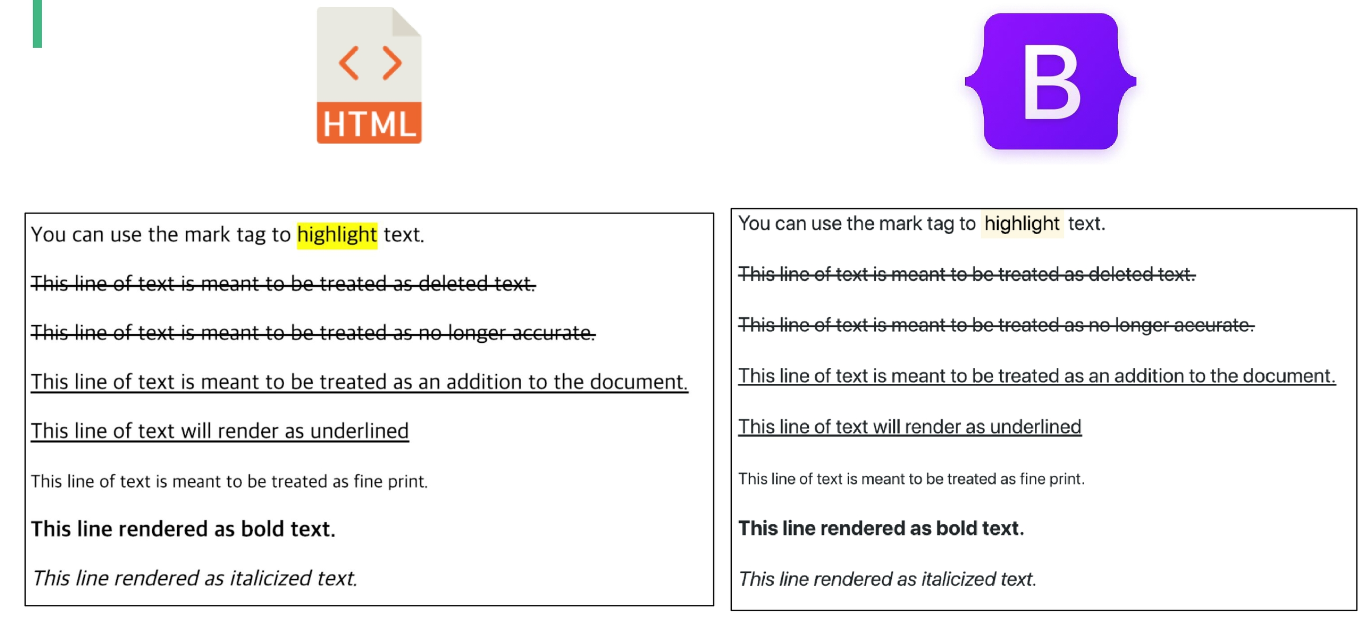 HTML
B
You can use the mark tag to highlight text.
This line of text is meant to be treated as deleted text.
This line of text is meant to be treated as no longer accurate.
This line of text is meant to be treated as an addition to the document.
This line of text will render as underlined
This line of text is meant to be treated as fine print.
This line rendered as bold text.
This line rendered as italicized text.
You can use the mark tag to highlight text.
This line of text is meant to be treated as deleted text.
This line of text is meant to be treated as no longer accurate.
This line of text is meant to be treated as an addition to the document.
This line of text will render as underlined
This line of text is meant to be treated as fine print.
This line rendered as bold text.
This line rendered as italicized text.